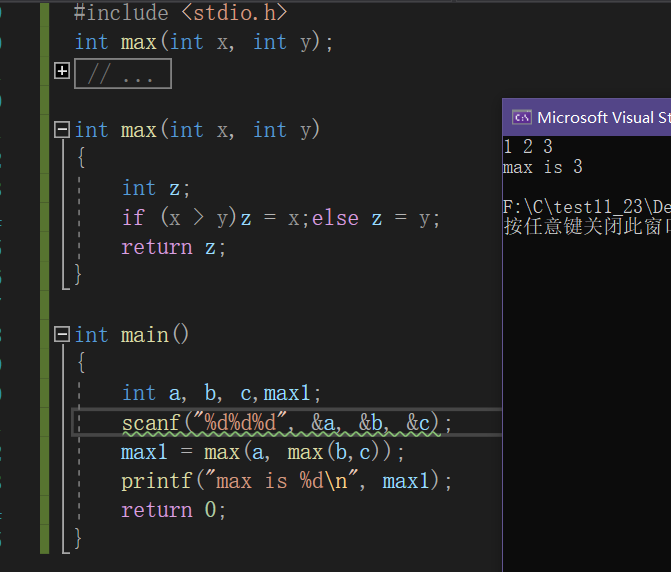 #include <stdio.h>
int max(int x, int y);
// ...
int max(int x, int y)
{
int z;
if (x > y)z = x;else z = y;
return z;
}
int main()
{
int a, b, c,max1;
scanf("%d%d%d", &a, &b, &c);
max1 = max(a, max(b,c));
printf("max is %d\n", max1);
return 0;
}
Microsoft Visual St
1 2 3
max is 3
F:\C\test11_23\De
按任意键关闭此窗口